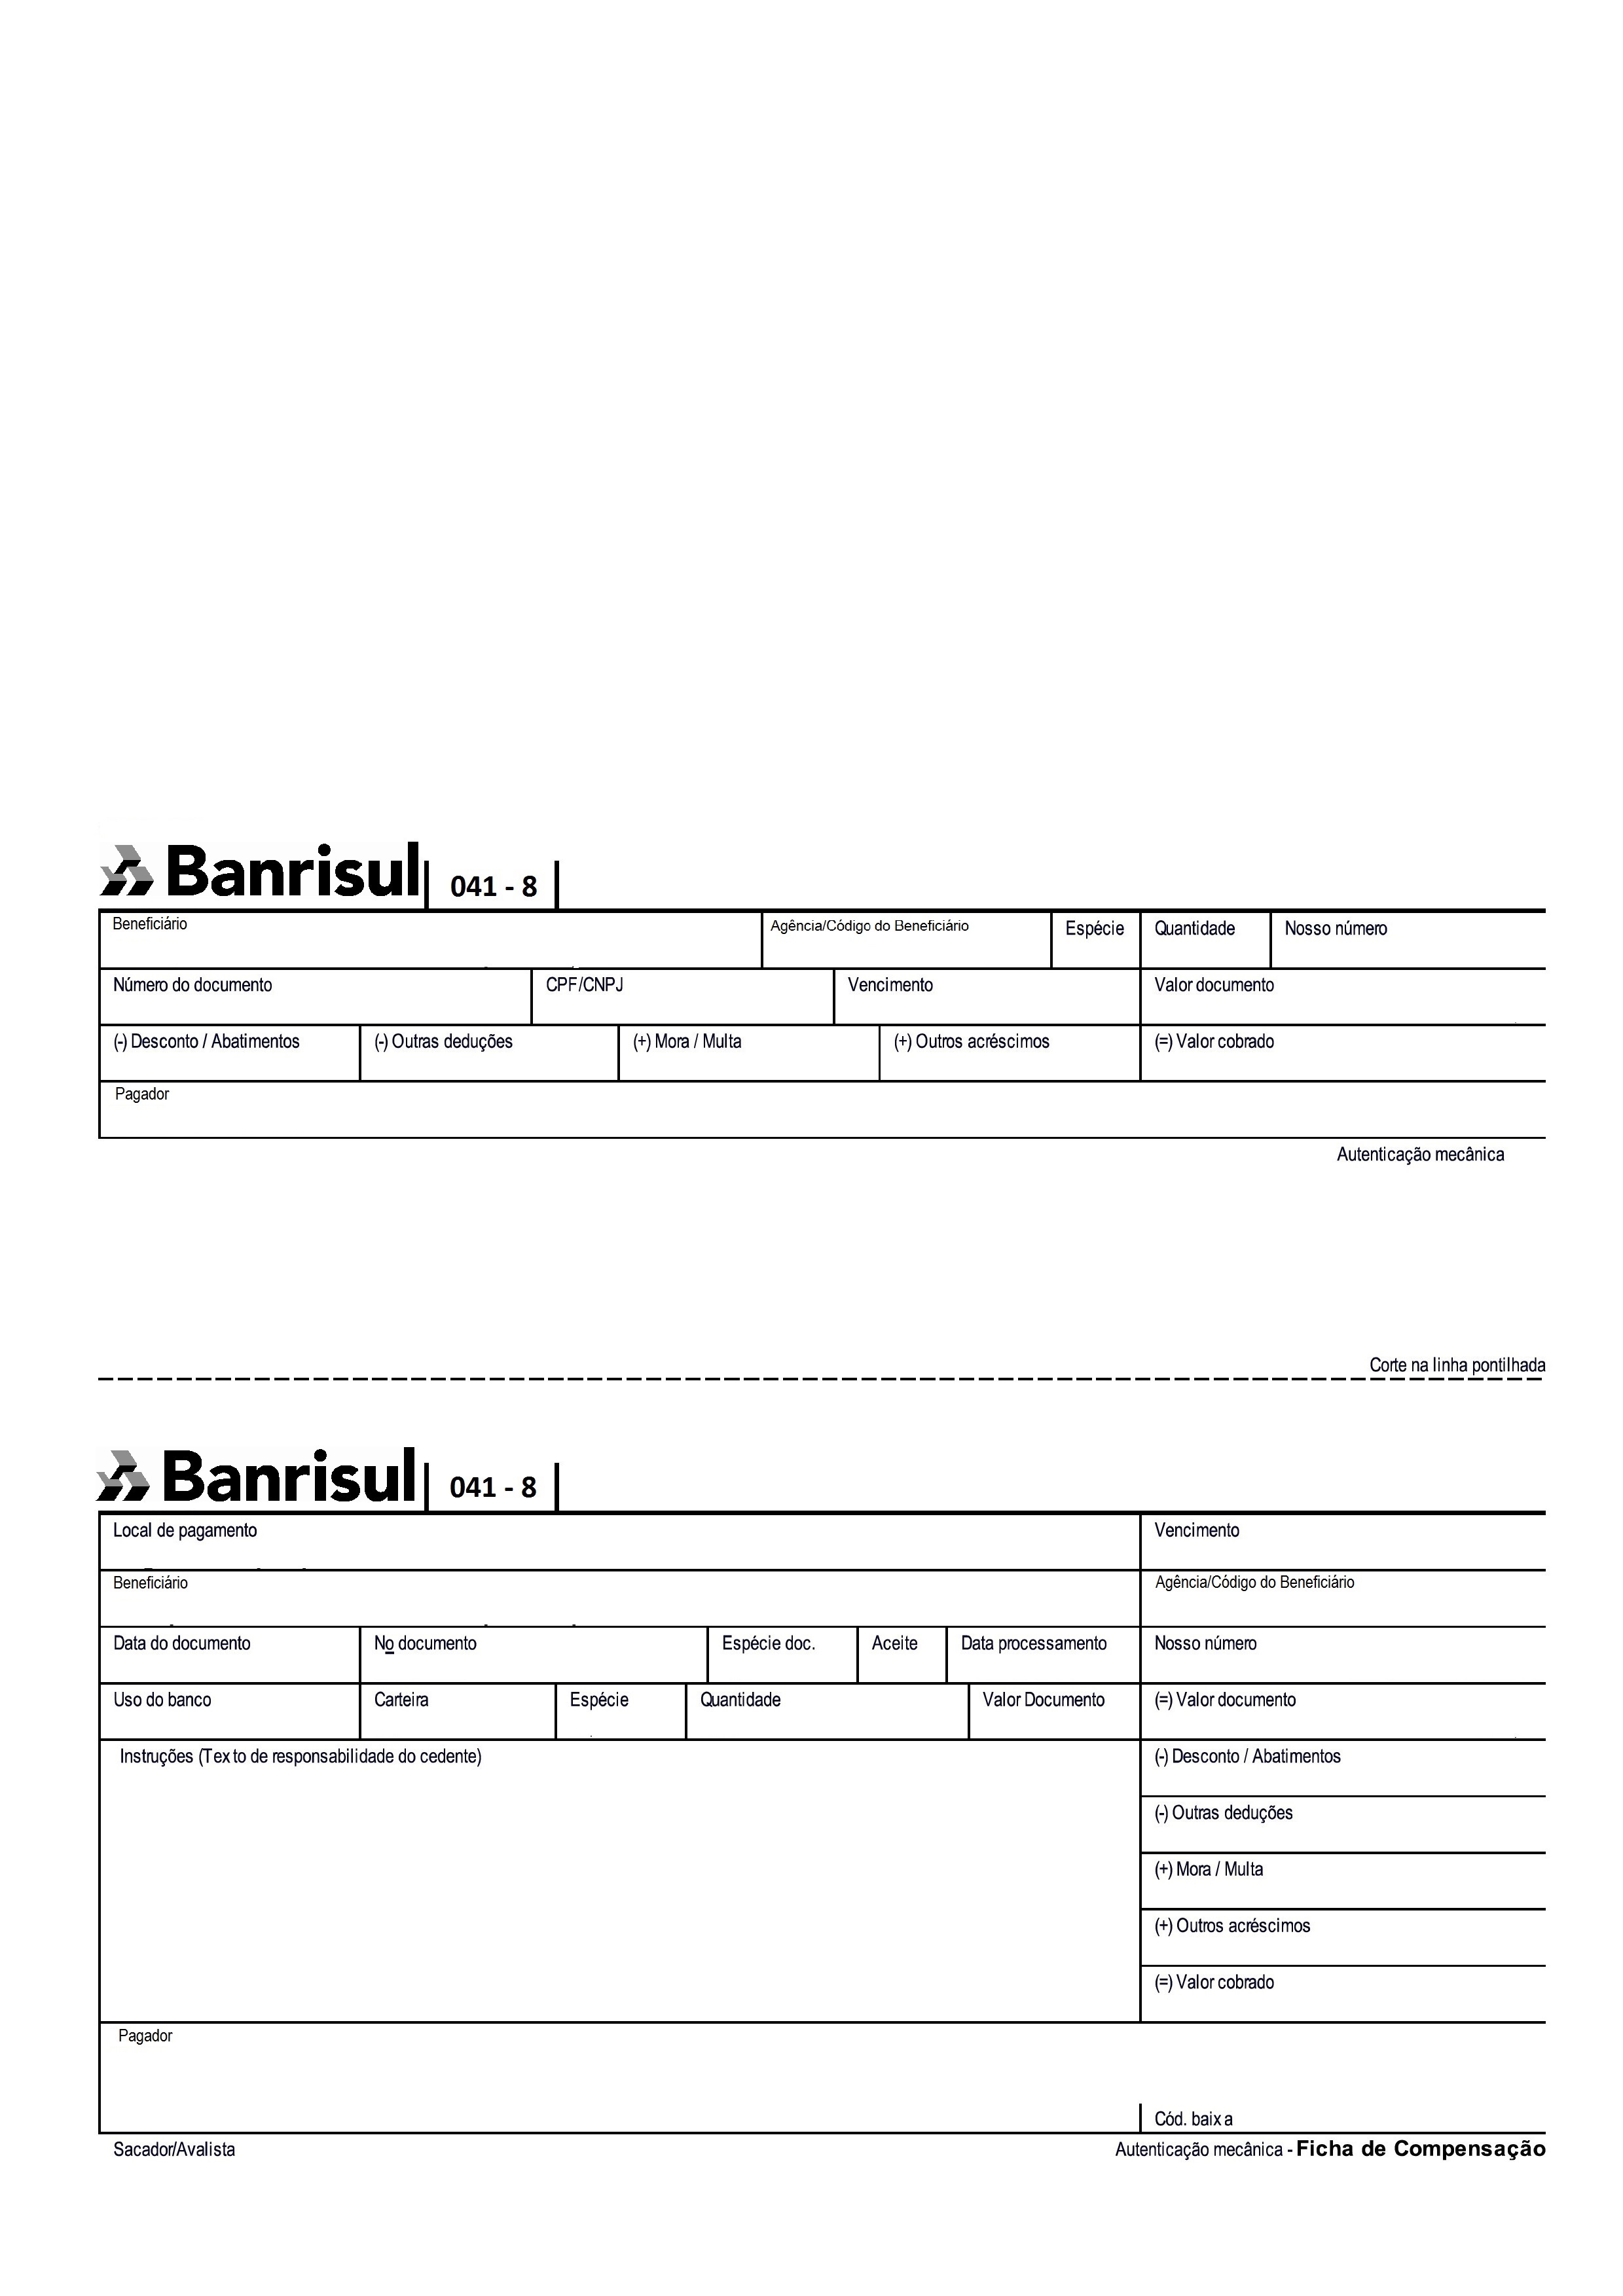 Banrisul 041 - 8
Beneficiário Agência/Código do Beneficiário Espécie Quantidade Nosso número
Número do documento CPF/CNPJ Vencimento Valor documento
(-) Desconto / Abatimentos (-) Outras deduções (+) Mora / Multa (+) Outros acréscimos (=) Valor cobrado
Pagador
Autenticação mecânica
Corte na linha pontilhada
Banrisul 041 - 8
Local de pagamento Vencimento
Beneficiário Agência/Código do Beneficiário
Data do documento No documento Espécie doc. Aceite Data processamento Nosso número
Uso do banco Carteira Espécie Quantidade Valor Documento (=) Valor documento
Instruções (Texto de responsabilidade do cedente) (-) Desconto / Abatimentos
(-) Outras deduções
(+) Mora / Multa
(+) Outros acréscimos
(=) Valor cobrado
Pagador
Cód. baixa
Sacador/Avalista Autenticação mecânica - Ficha de Compensação